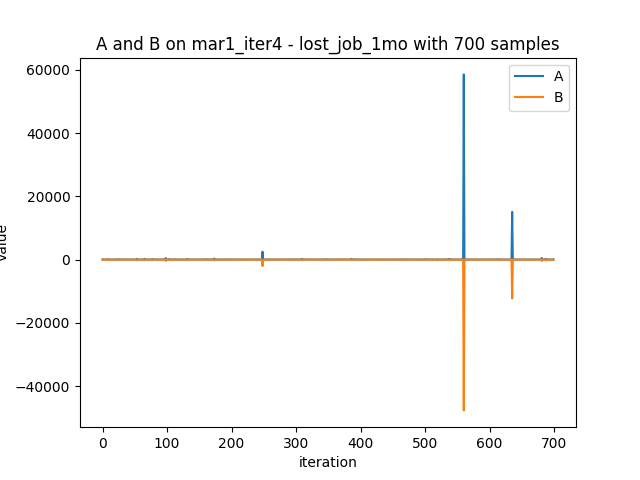 A and B on mar1_iter4 - lost_job_1mo with 700 samples
A
B
60000
40000
20000
0
−20000
−40000
value
0 100 200 300 400 500 600 700
iteration